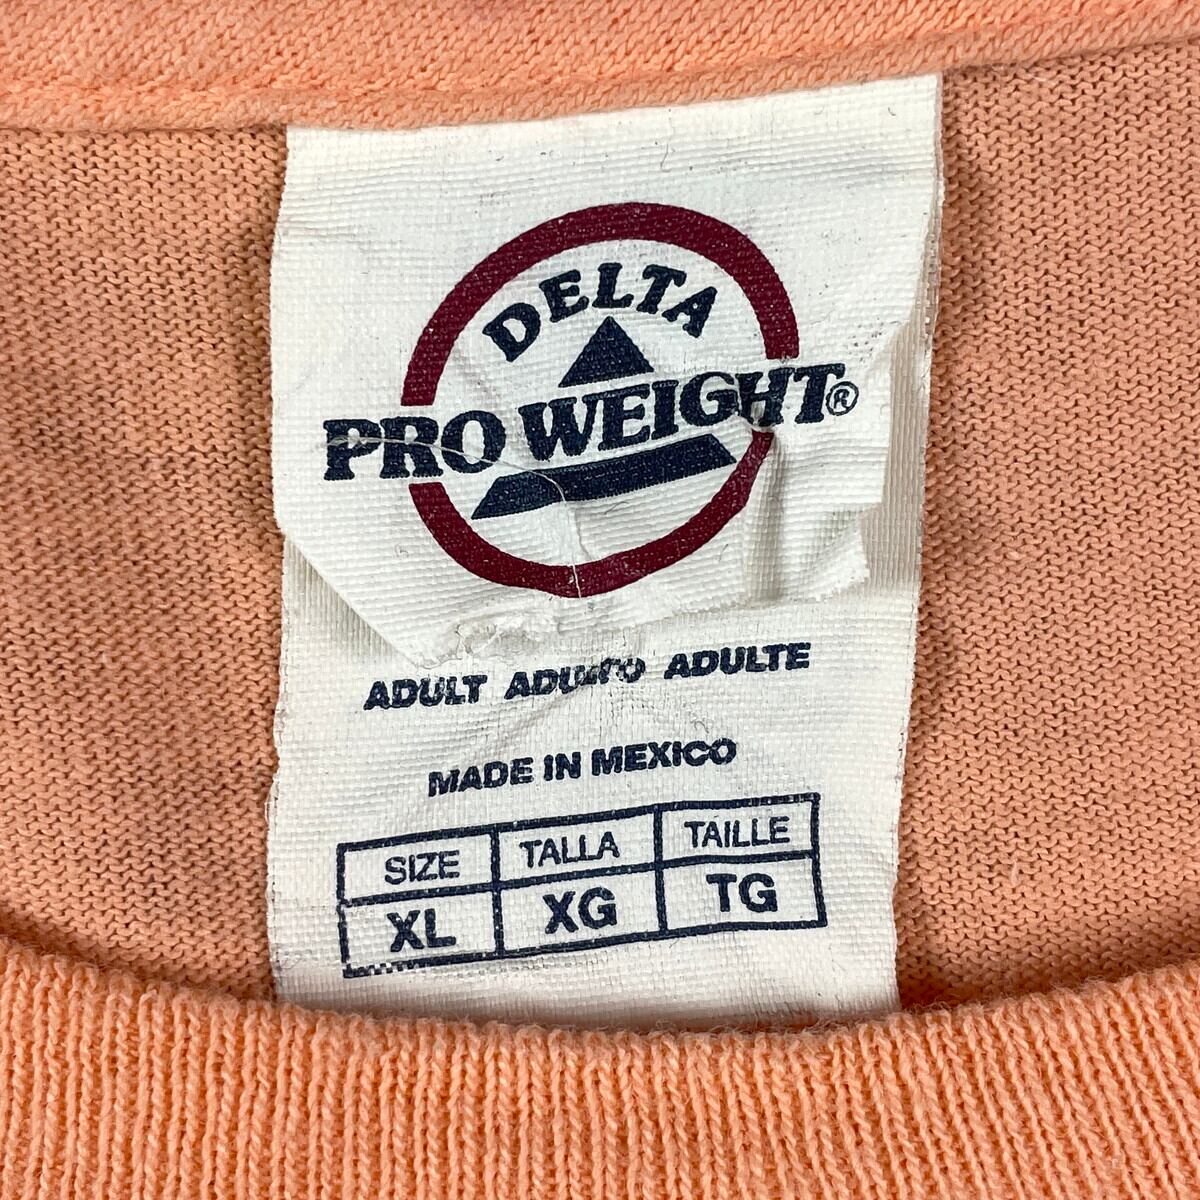 DELTA
PRO WEIGHT®
ADULT ADULTO ADULTE
MADE IN MEXICO
SIZE TALLA TAILLE
XL XG TG